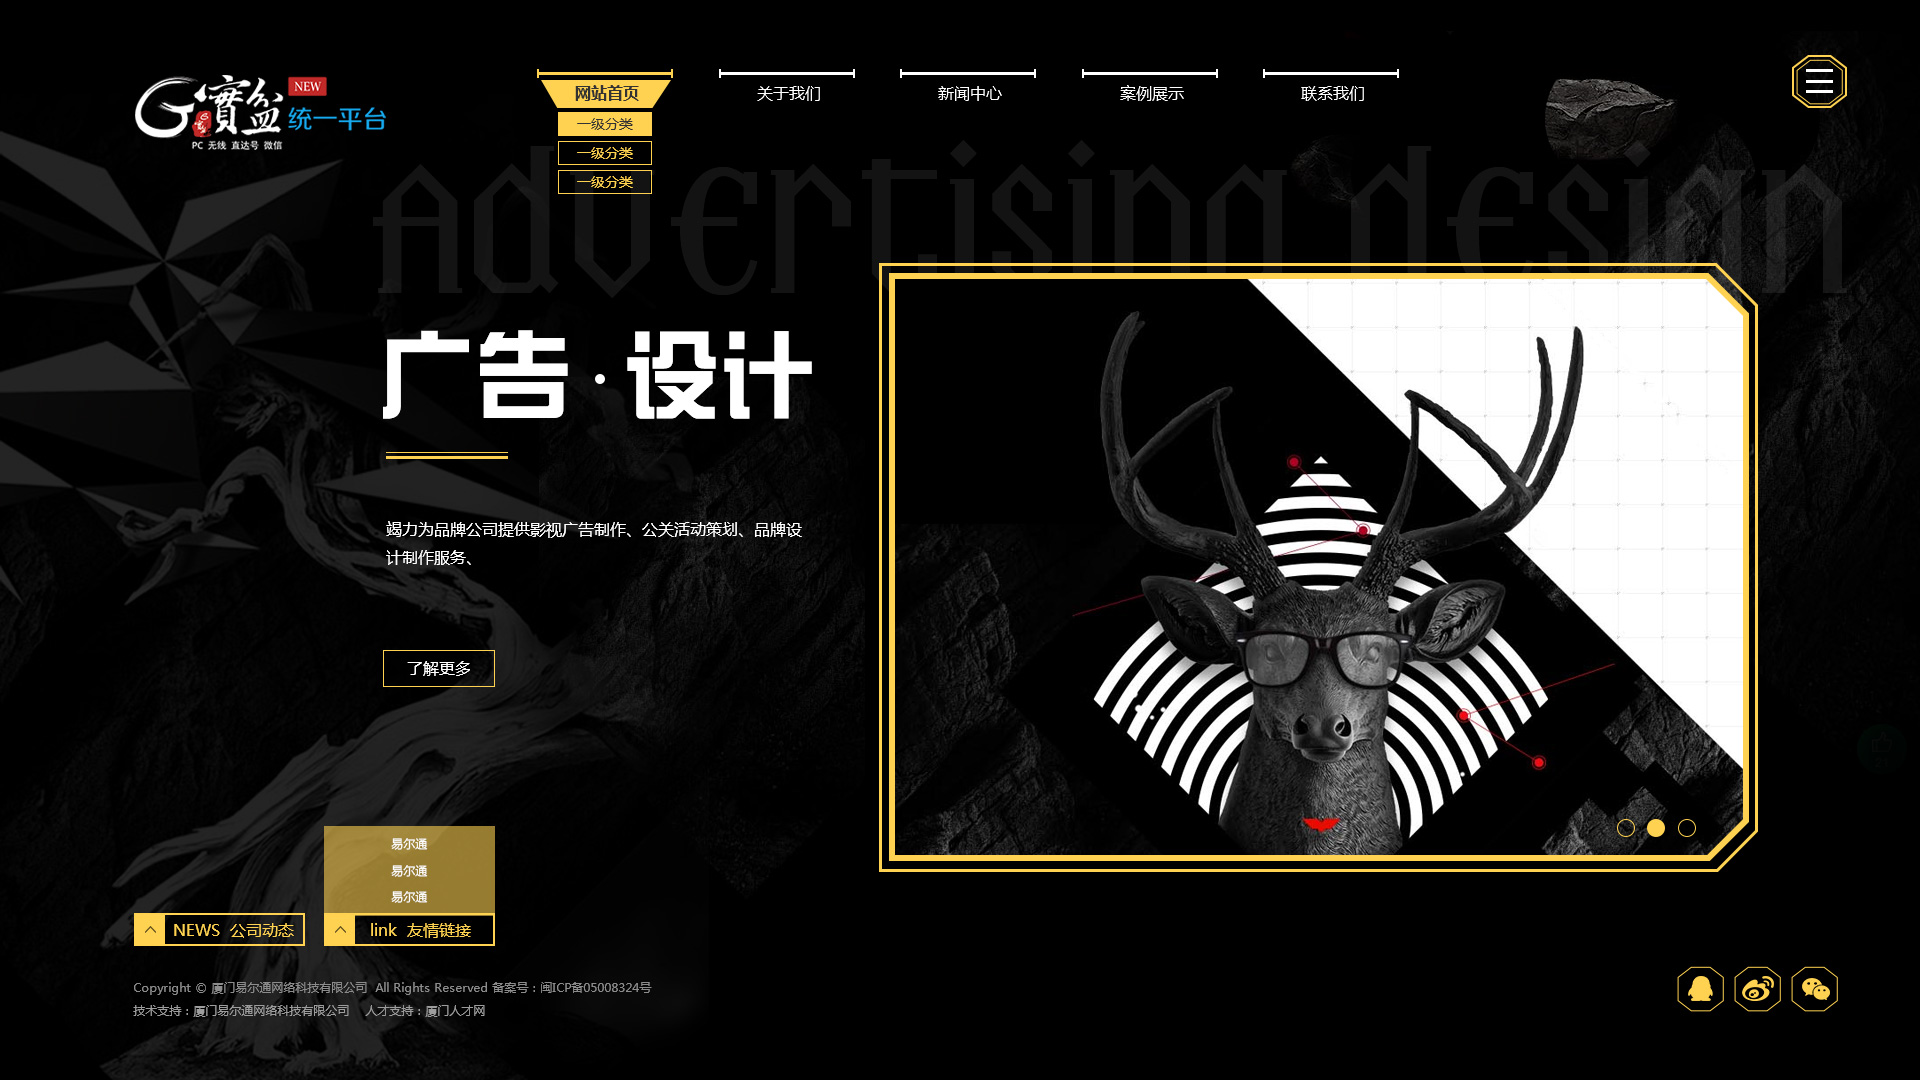 G寶盆
NEW
统一平台
PC 无线 直达号 微信
网站首页
一级分类
一级分类
一级分类
关于我们
新闻中心
案例展示
联系我们
Advertising design
广告·设计
竭力为品牌公司提供影视广告制作、公关活动策划、品牌设
计制作服务、
了解更多
易尔通
易尔通
易尔通
NEWS 公司动态
link 友情链接
Copyright © 厦门易尔通网络科技有限公司 All Rights Reserved 备案号：闽ICP备05008324号
技术支持：厦门易尔通网络科技有限公司 人才支持：厦门人才网